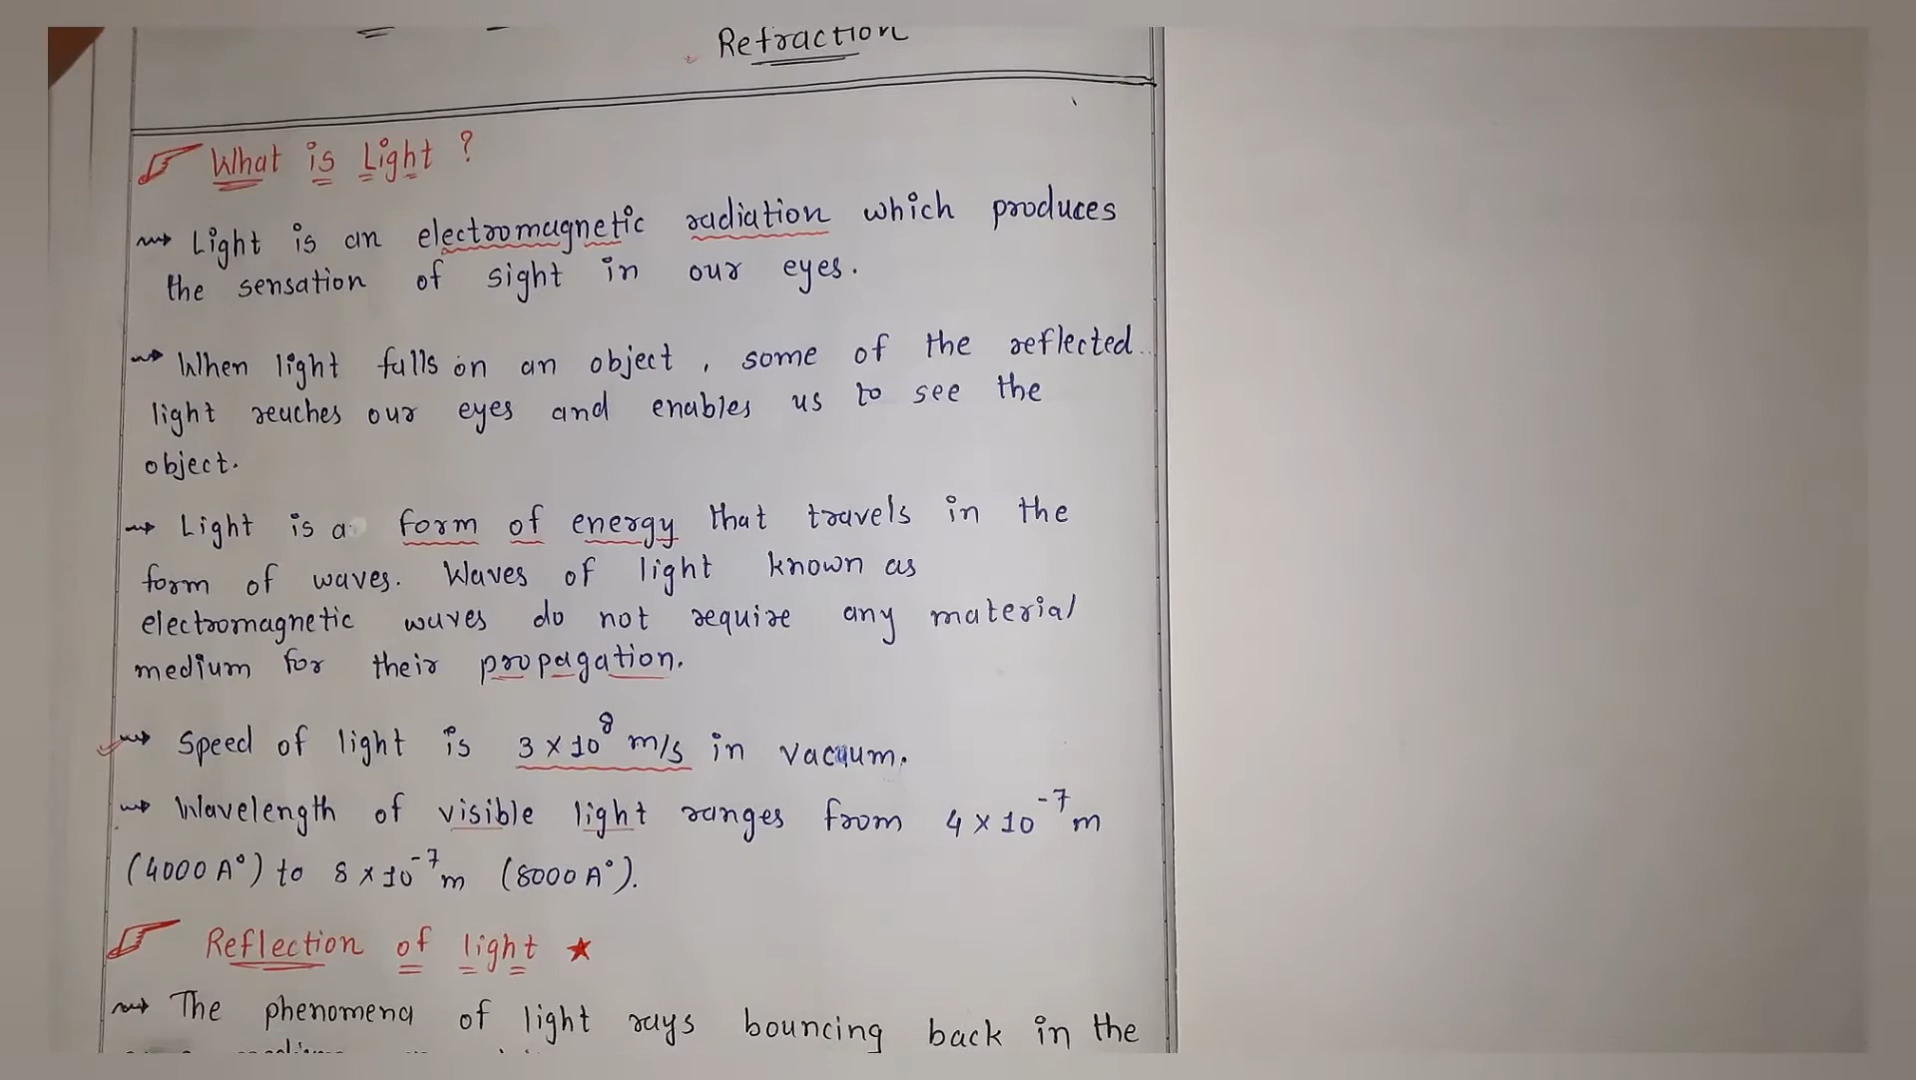 Refraction
What is Light ?
Light is an electromagnetic radiation which produces
the sensation of sight in our eyes.
When light falls on an object , some of the reflected
light reaches our eyes and enables us to see the
object.
Light is a form of energy that travels in the
form of waves. Waves of light known as
electromagnetic waves do not require any material
medium for their propagation.
Speed of light is 3 × 10⁸ m/s in vacuum.
Wavelength of visible light ranges from 4 × 10⁻⁷ m
(4000 A°) to 8 × 10⁻⁷ m (8000 A°).
Reflection of light ★
The phenomena of light rays bouncing back in the